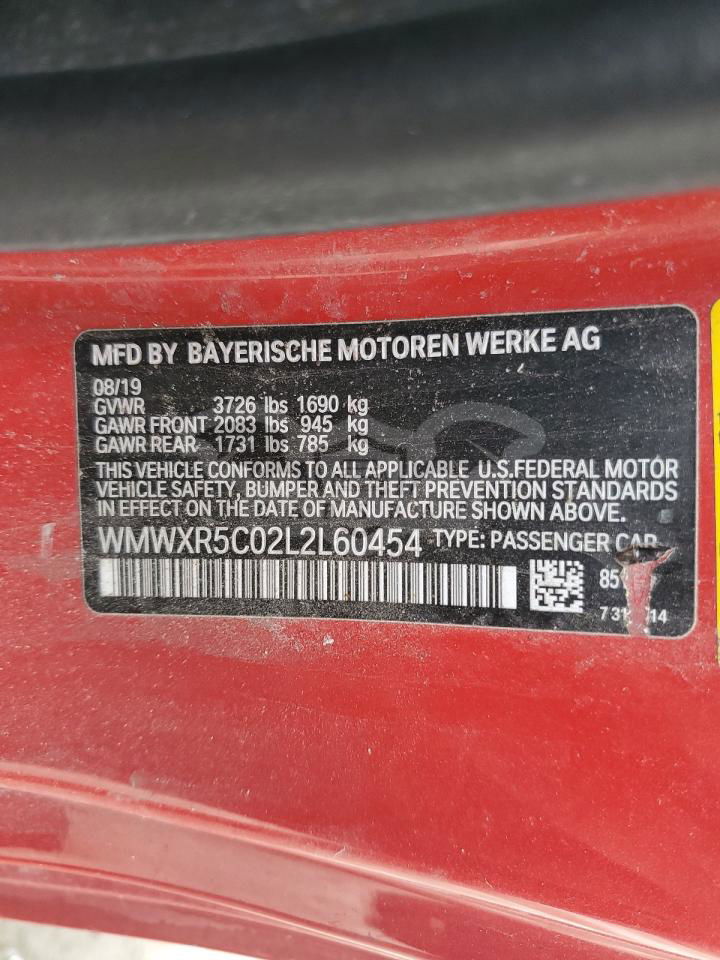 MFD BY BAYERISCHE MOTOREN WERKE AG
08/19
GVWR 3726 lbs 1690 kg
GAWR FRONT 2083 lbs 945 kg
GAWR REAR 1731 lbs 785 kg
THIS VEHICLE CONFORMS TO ALL APPLICABLE U.S.FEDERAL MOTOR
VEHICLE SAFETY, BUMPER AND THEFT PREVENTION STANDARDS
IN EFFECT ON THE DATE OF MANUFACTURE SHOWN ABOVE.
WMWXR5C02L2L60454 TYPE: PASSENGER CAR